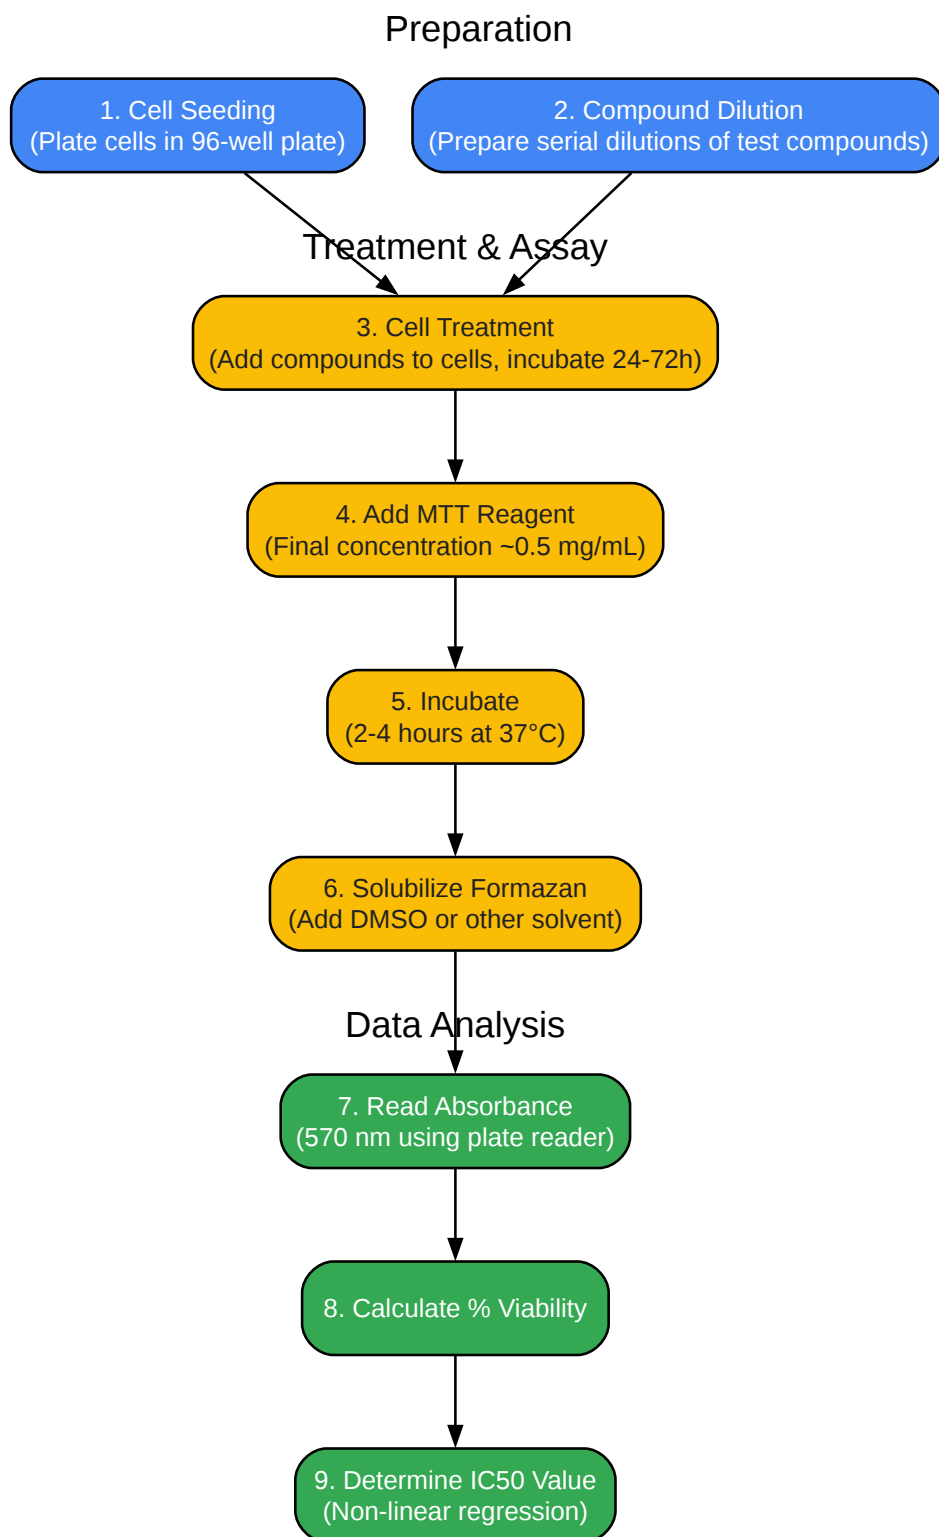 Preparation
1. Cell Seeding
(Plate cells in 96-well plate)
2. Compound Dilution
(Prepare serial dilutions of test compounds)
Treatment & Assay
3. Cell Treatment
(Add compounds to cells, incubate 24-72h)
4. Add MTT Reagent
(Final concentration ~0.5 mg/mL)
5. Incubate
(2-4 hours at 37°C)
6. Solubilize Formazan
(Add DMSO or other solvent)
Data Analysis
7. Read Absorbance
(570 nm using plate reader)
8. Calculate % Viability
9. Determine IC50 Value
(Non-linear regression)